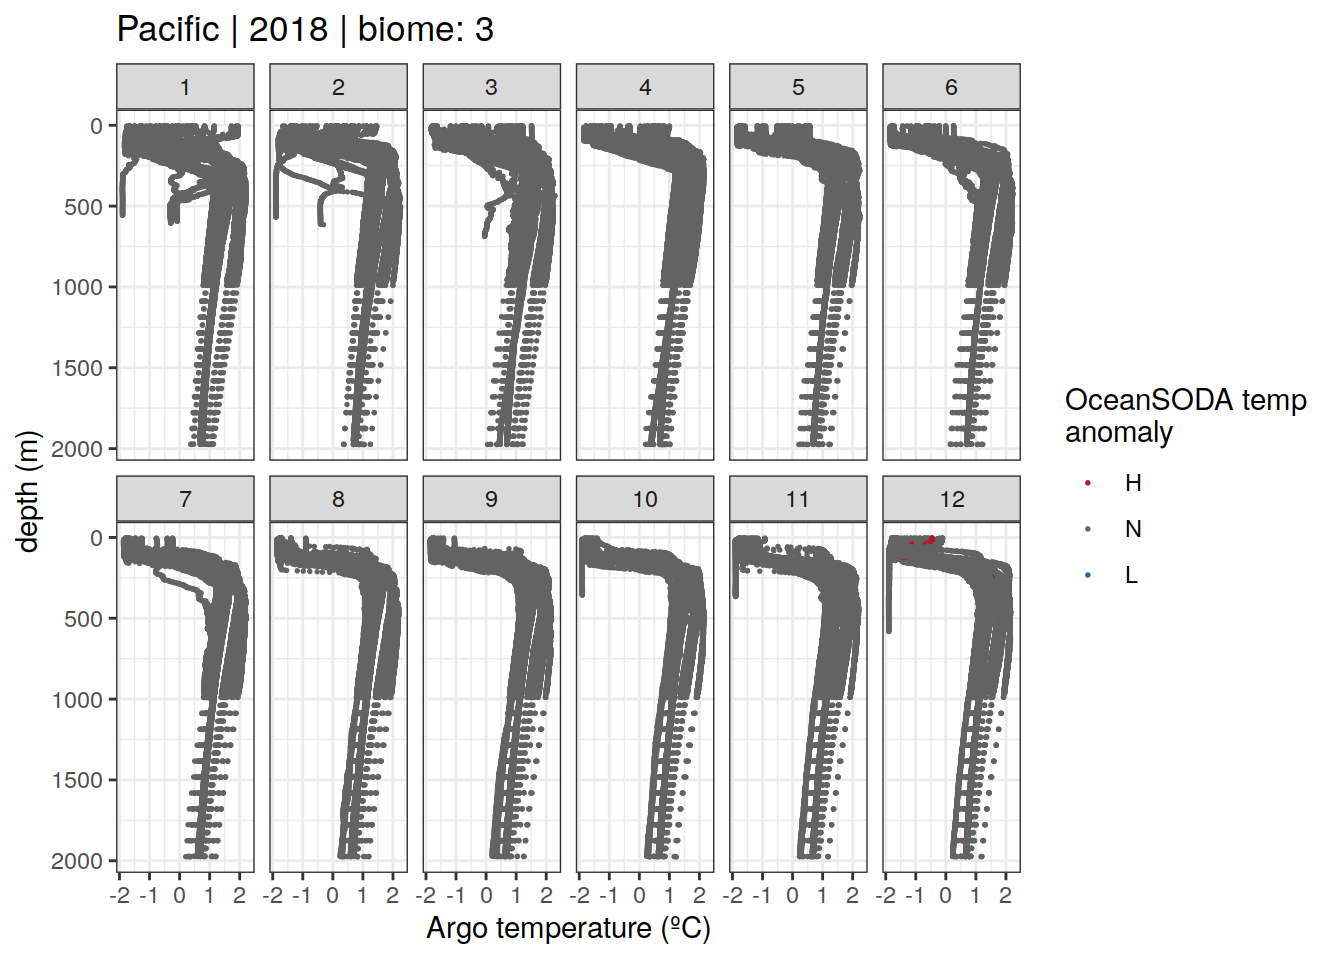 Pacific | 2018 | biome: 3
1 2 3 4 5 6
0
500
1000
1500
2000
7 8 9 10 11 12
0
500
1000
1500
2000
-2 -1 0 1 2 -2 -1 0 1 2 -2 -1 0 1 2 -2 -1 0 1 2 -2 -1 0 1 2 -2 -1 0 1 2
Argo temperature (ºC)
depth (m)
OceanSODA temp
anomaly
H
N
L